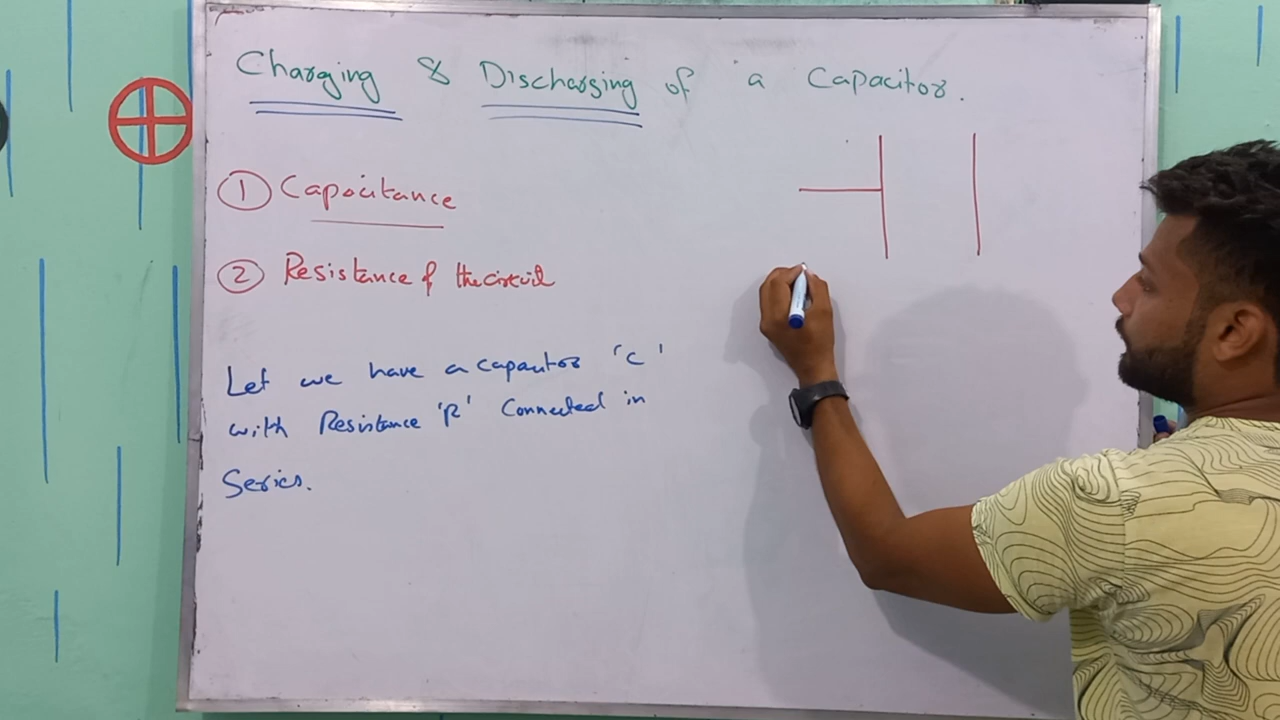 Charging & Discharging of a Capacitor.
① Capacitance
② Resistance of the circuit
Let we have a capacitor 'C'
with Resistance 'R' Connected in
Series.